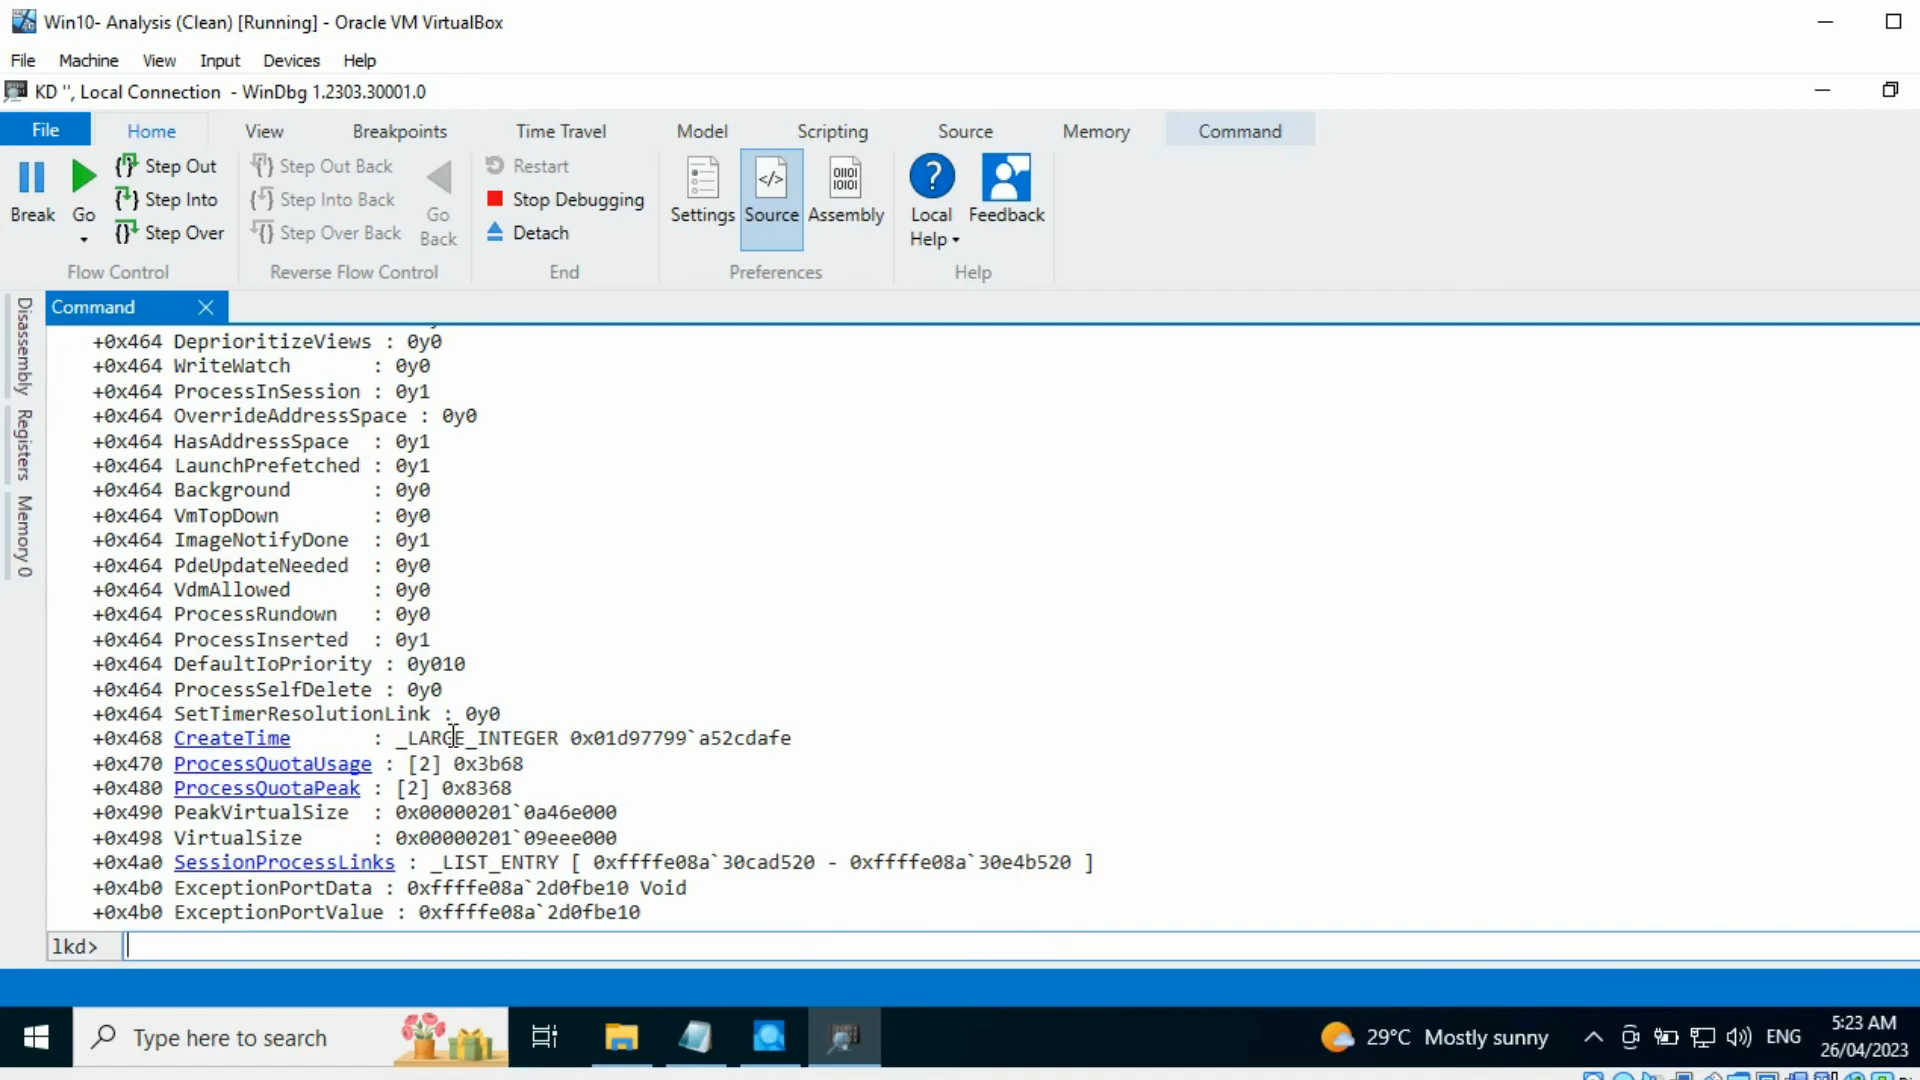 Win10- Analysis (Clean) [Running] - Oracle VM VirtualBox
File Machine View Input Devices Help
KD '', Local Connection - WinDbg 1.2303.30001.0
File Home View Breakpoints Time Travel Model Scripting Source Memory Command
Break
Go
Step Out
Step Into
Step Over
Flow Control
Step Out Back
Step Into Back
Step Over Back
Go Back
Reverse Flow Control
Restart
Stop Debugging
Detach
End
Settings
Source
Assembly
Preferences
Local Help
Feedback
Help
Disassembly
Registers
Memory 0
Command
+0x464 DeprioritizeViews : 0y0
+0x464 WriteWatch : 0y0
+0x464 ProcessInSession : 0y1
+0x464 OverrideAddressSpace : 0y0
+0x464 HasAddressSpace : 0y1
+0x464 LaunchPrefetched : 0y1
+0x464 Background : 0y0
+0x464 VmTopDown : 0y0
+0x464 ImageNotifyDone : 0y1
+0x464 PdeUpdateNeeded : 0y0
+0x464 VdmAllowed : 0y0
+0x464 ProcessRundown : 0y0
+0x464 ProcessInserted : 0y1
+0x464 DefaultIoPriority : 0y010
+0x464 ProcessSelfDelete : 0y0
+0x464 SetTimerResolutionLink : 0y0
+0x468 CreateTime : _LARGE_INTEGER 0x01d97799`a52cdafe
+0x470 ProcessQuotaUsage : [2] 0x3b68
+0x480 ProcessQuotaPeak : [2] 0x8368
+0x490 PeakVirtualSize : 0x00000201`0a46e000
+0x498 VirtualSize : 0x00000201`09eee000
+0x4a0 SessionProcessLinks : _LIST_ENTRY [ 0xffffe08a`30cad520 - 0xffffe08a`30e4b520 ]
+0x4b0 ExceptionPortData : 0xffffe08a`2d0fbe10 Void
+0x4b0 ExceptionPortValue : 0xffffe08a`2d0fbe10
lkd>
Type here to search
29°C Mostly sunny
ENG
5:23 AM
26/04/2023